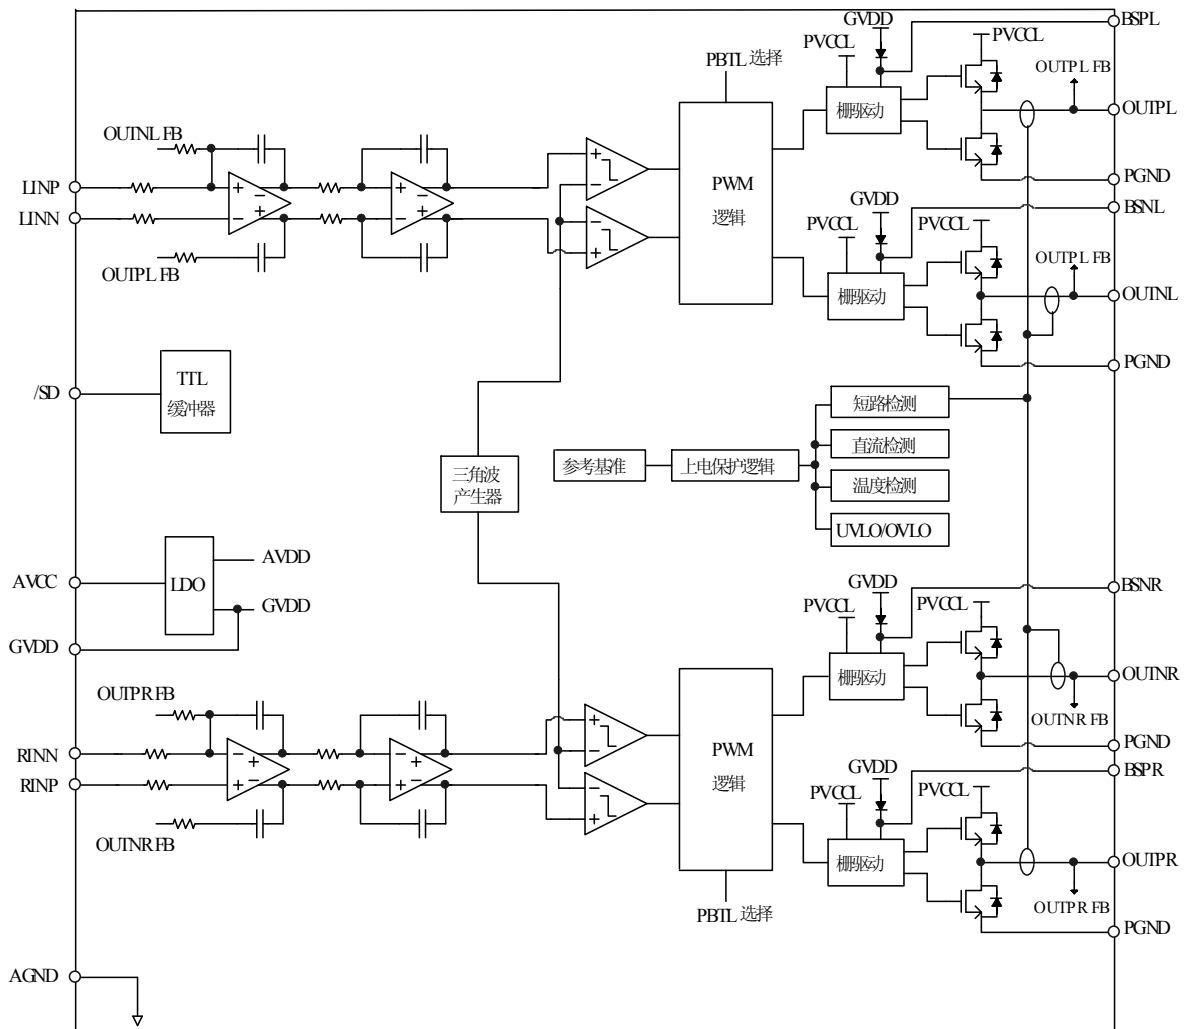 GVDD
BSPL
PVCCL
PVCCL
PBTL 选择
OUTPL FB
栅驱动
OUTPL
OUTNL FB
LINP
+
−
+
−
+
−
PWM
逻辑
PGND
LINN
−
+
−
+
−
+
BSNL
GVDD
PVCCL
PVCCL
OUTPL FB
OUTPL FB
栅驱动
OUTNL
PGND
/SD
TTL
缓冲器
短路检测
直流检测
参考基准
上电保护逻辑
三角波
产生器
温度检测
UVLO/OVLO
AVDD
AVCC
LDO
GVDD
GVDD
GVDD
BSNR
PVCCL
PVCCL
栅驱动
OUTNR
OUTPR FB
OUTNR FB
RINN
−
+
−
+
+
−
PWM
逻辑
PGND
RINP
+
−
+
−
−
+
GVDD
BSPR
PVCCL
PVCCL
OUTNR FB
栅驱动
OUTPR
OUTPR FB
PBTL 选择
PGND
AGND